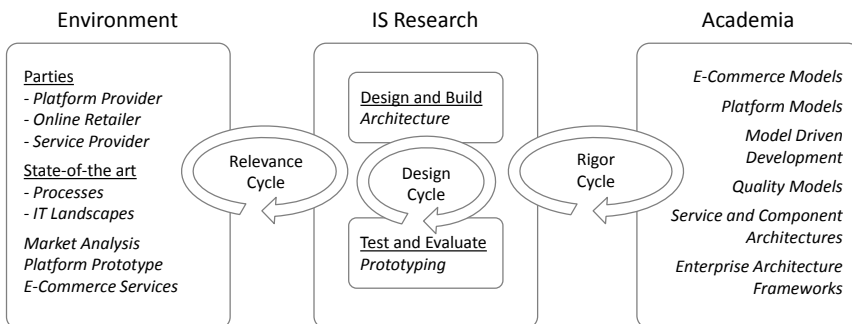 Environment
IS Research
Academia
Parties
- Platform Provider
- Online Retailer
- Service Provider
State-of-the art
- Processes
- IT Landscapes
Market Analysis
Platform Prototype
E-Commerce Services
Relevance
Cycle
Design and Build
Architecture
Design
Cycle
Test and Evaluate
Prototyping
Rigor
Cycle
E-Commerce Models
Platform Models
Model Driven
Development
Quality Models
Service and Component
Architectures
Enterprise Architecture
Frameworks